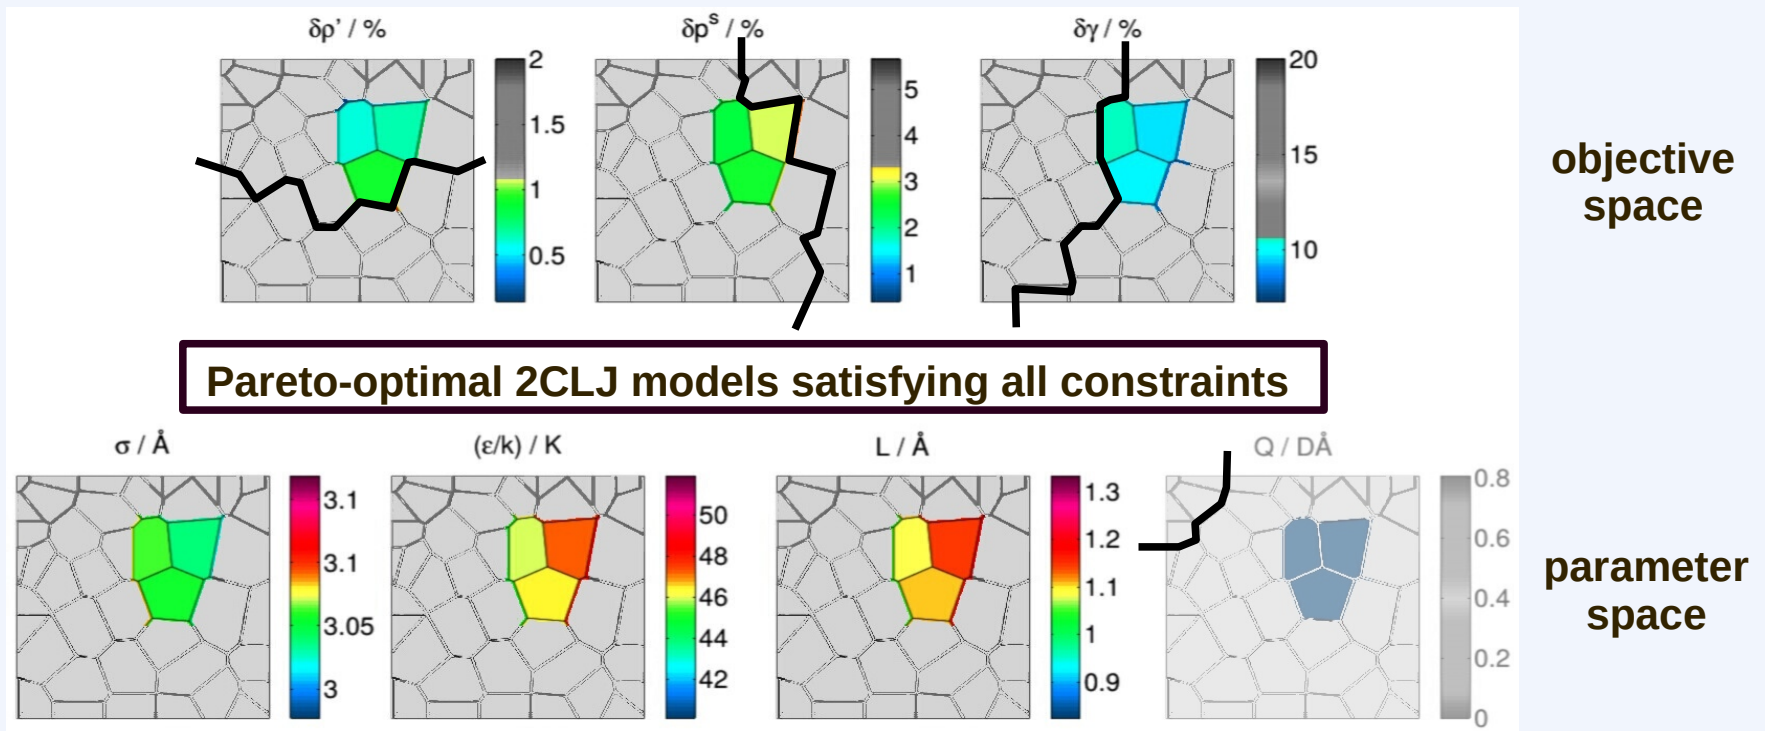 δρ' / %
2
1.5
1
0.5
δp^s / %
5
4
3
2
1
δγ / %
20
15
10
objective
space
Pareto-optimal 2CLJ models satisfying all constraints
σ / Å
3.1
3.1
3.05
3
(ε/k) / K
50
48
46
44
42
L / Å
1.3
1.2
1.1
1
0.9
Q / DÅ
0.8
0.6
0.4
0.2
0
parameter
space